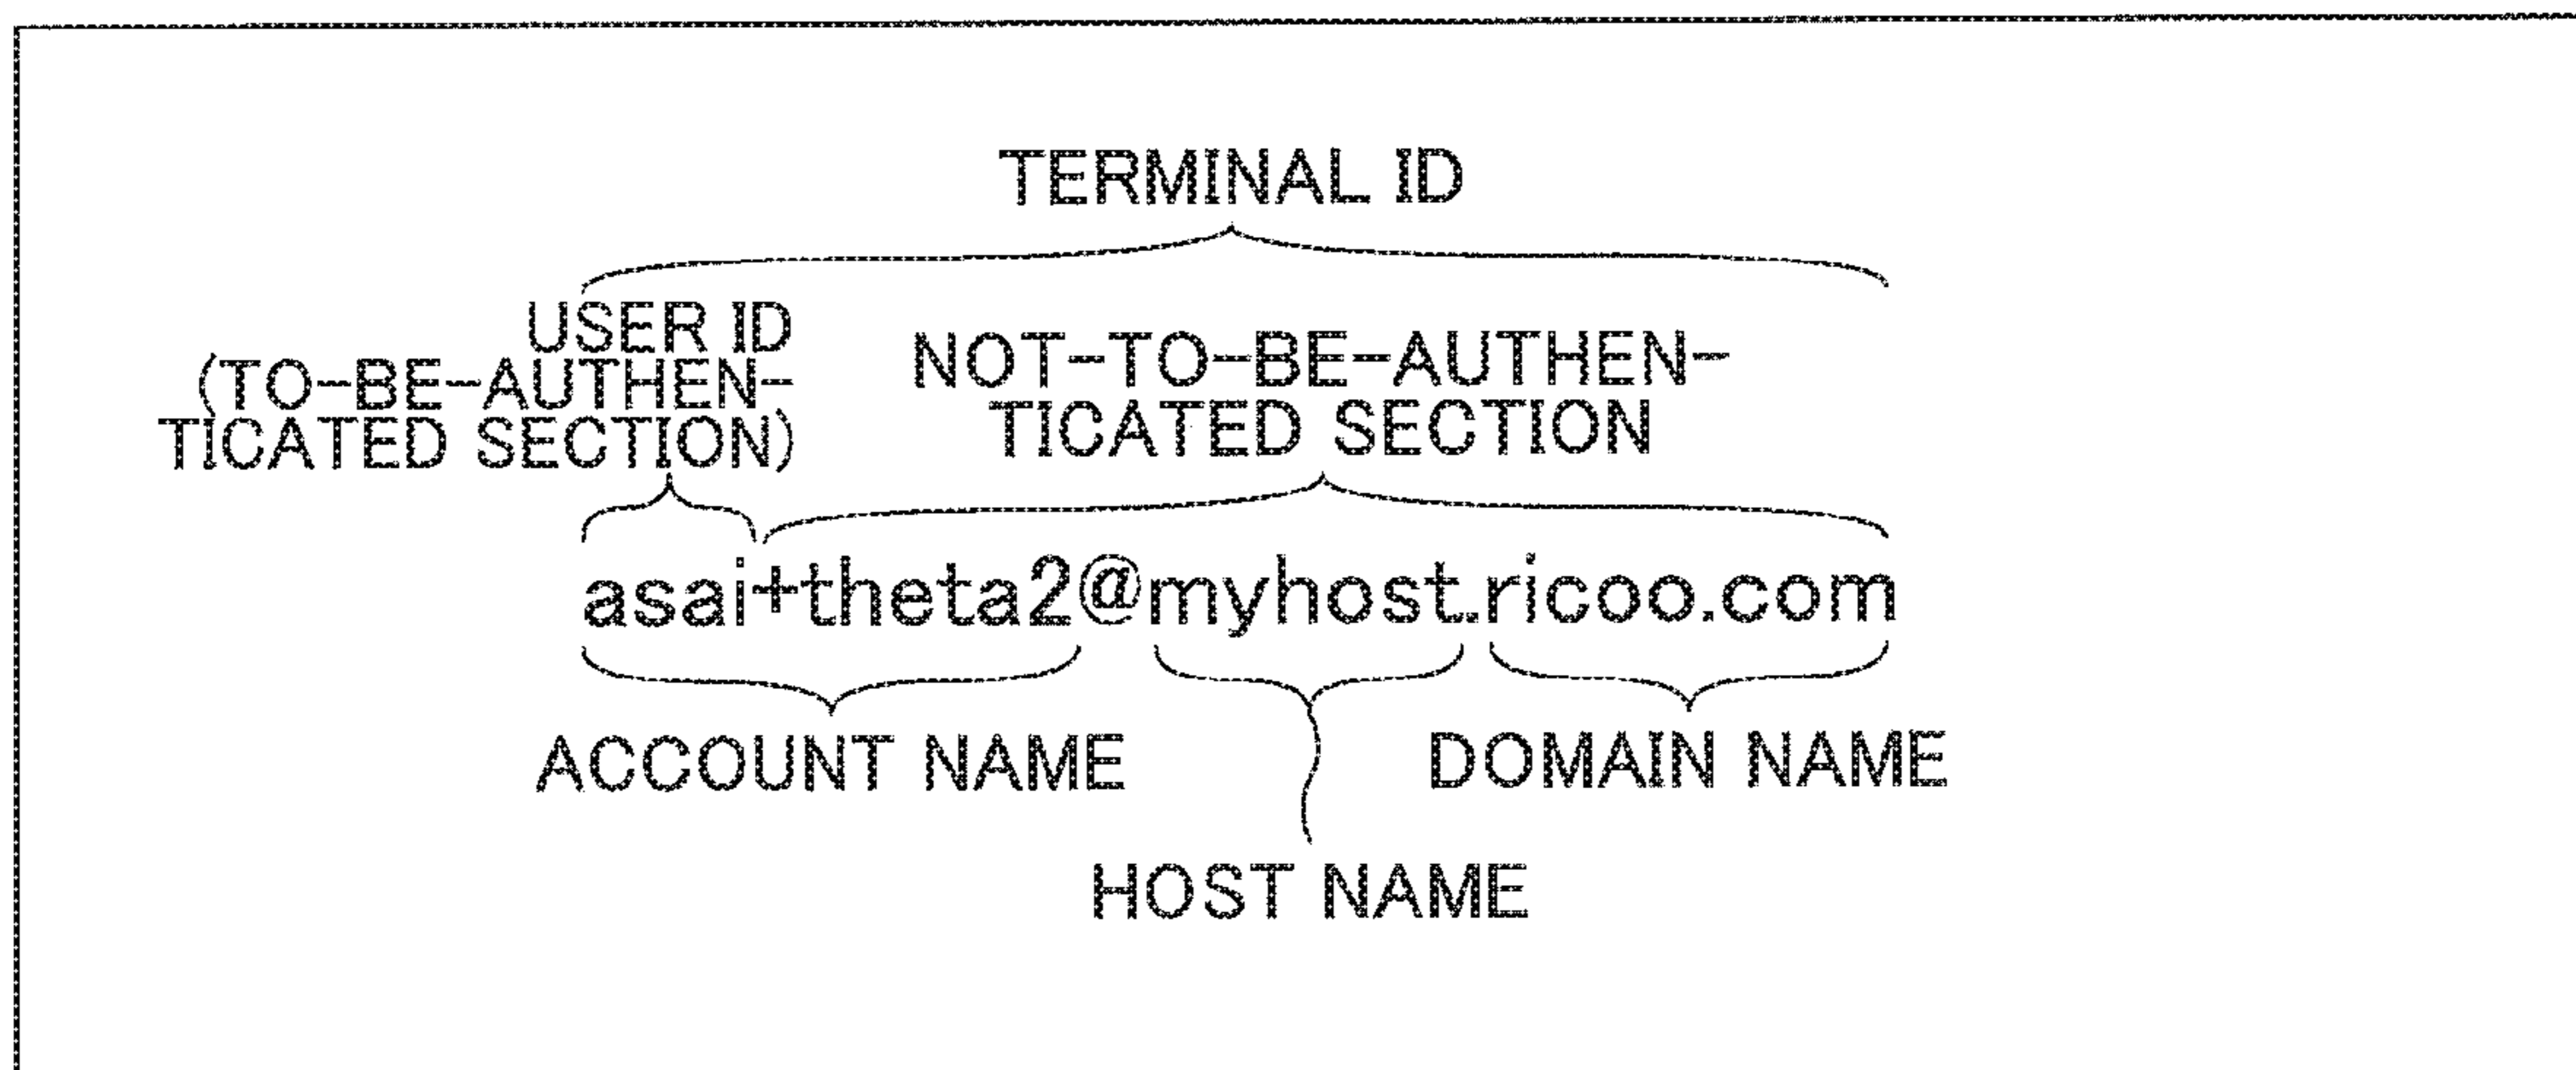 TERMINAL ID
USER ID
(TO-BE-AUTHEN-
TICATED SECTION)
NOT-TO-BE-AUTHEN-
TICATED SECTION
asai+theta2@myhost.ricoo.com
ACCOUNT NAME
DOMAIN NAME
HOST NAME